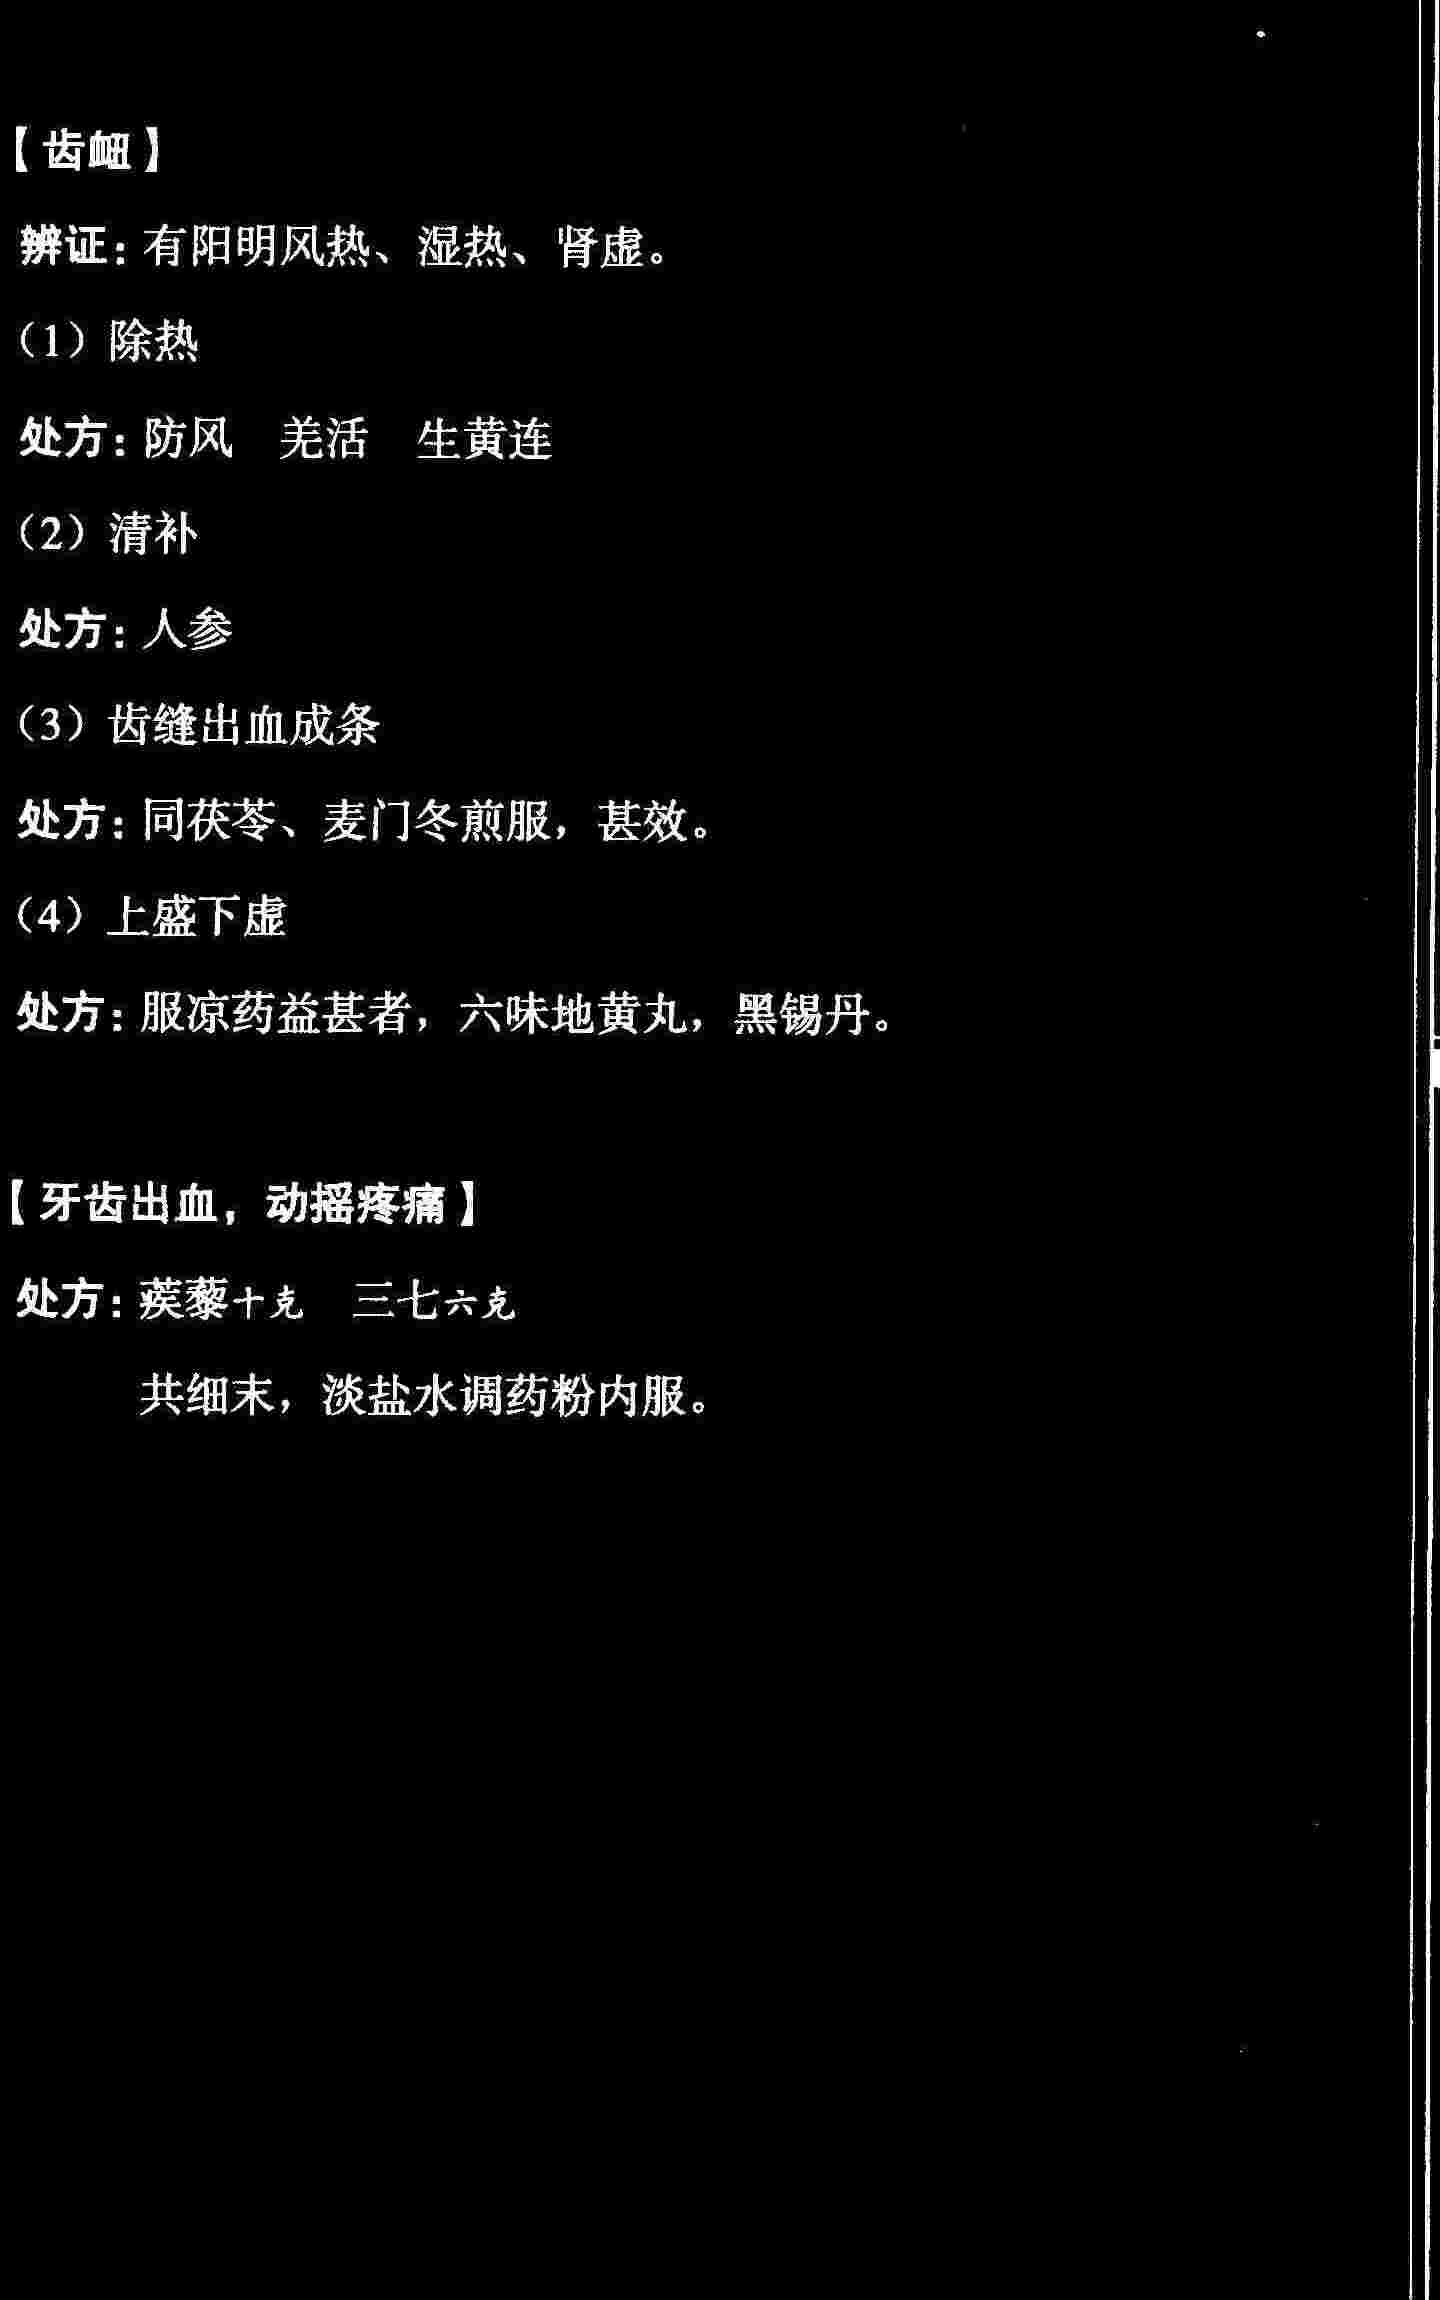 【齿衄】
辨证：有阳明风热、湿热、肾虚。
（1）除热
处方：防风　羌活　生黄连
（2）清补
处方：人参
（3）齿缝出血成条
处方：同茯苓、麦门冬煎服，甚效。
（4）上盛下虚
处方：服凉药益甚者，六味地黄丸，黑锡丹。
【牙齿出血，动摇疼痛】
处方：蒺藜十克　三七六克
共细末，淡盐水调药粉内服。